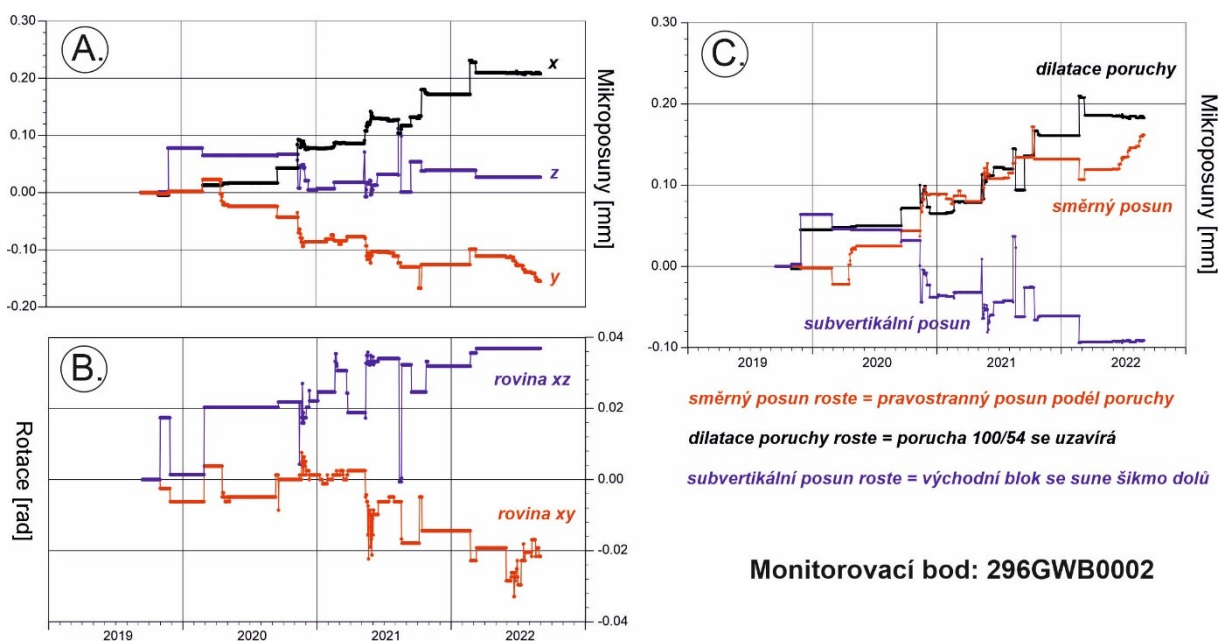 A.
0.30
0.20
0.10
0.00
-0.10
-0.20
x
z
y
Mikroposuny [mm]
B.
0.04
0.02
0.00
-0.02
-0.04
rovina xz
rovina xy
Rotace [rad]
2019
2020
2021
2022
C.
0.30
0.20
0.10
0.00
-0.10
dilatace poruchy
směrný posun
subvertikální posun
Mikroposuny [mm]
2019
2020
2021
2022
směrný posun roste = pravostranný posun podél poruchy
dilatace poruchy roste = porucha 100/54 se uzavírá
subvertikální posun roste = východní blok se sune šikmo dolů
Monitorovací bod: 296GWB0002